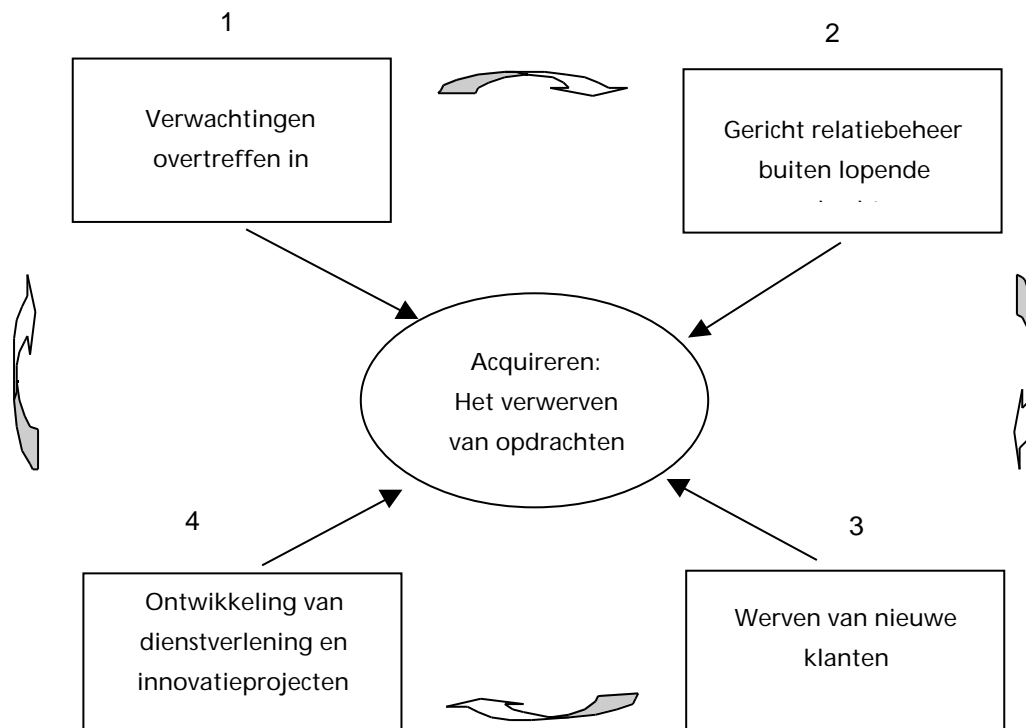 1
Verwachtingen
overtreffen in
2
Gericht relatiebeheer
buiten lopende
Acquireren:
Het verwerven
van opdrachten
4
Ontwikkeling van
dienstverlening en
innovatieprojecten
3
Werven van nieuwe
klanten